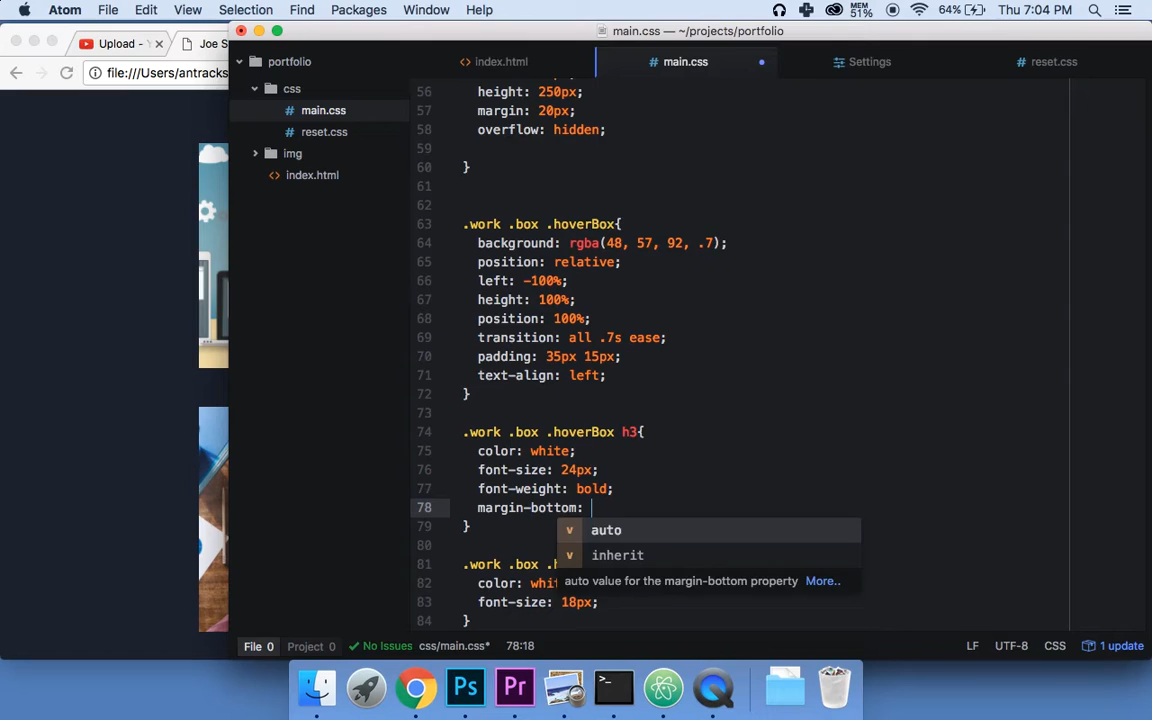 Atom File Edit View Selection Find Packages Window Help MEM 51% 64% Thu 7:04 PM
main.css — ~/projects/portfolio
Upload - Joe S
file:///Users/antracks
portfolio
css
main.css
reset.css
img
index.html
index.html main.css Settings reset.css
56 height: 250px;
57 margin: 20px;
58 overflow: hidden;
59
60 }
61
62
63 .work .box .hoverBox{
64 background: rgba(48, 57, 92, .7);
65 position: relative;
66 left: -100%;
67 height: 100%;
68 position: 100%;
69 transition: all .7s ease;
70 padding: 35px 15px;
71 text-align: left;
72 }
73
74 .work .box .hoverBox h3{
75 color: white;
76 font-size: 24px;
77 font-weight: bold;
78 margin-bottom:
v auto
79 }
80
v inherit
81 .work .box .h
auto value for the margin-bottom property More..
82 color: whit
83 font-size: 18px;
84 }
File 0 Project 0 No Issues css/main.css* 78:18 LF UTF-8 CSS 1 update
Ps Pr >_